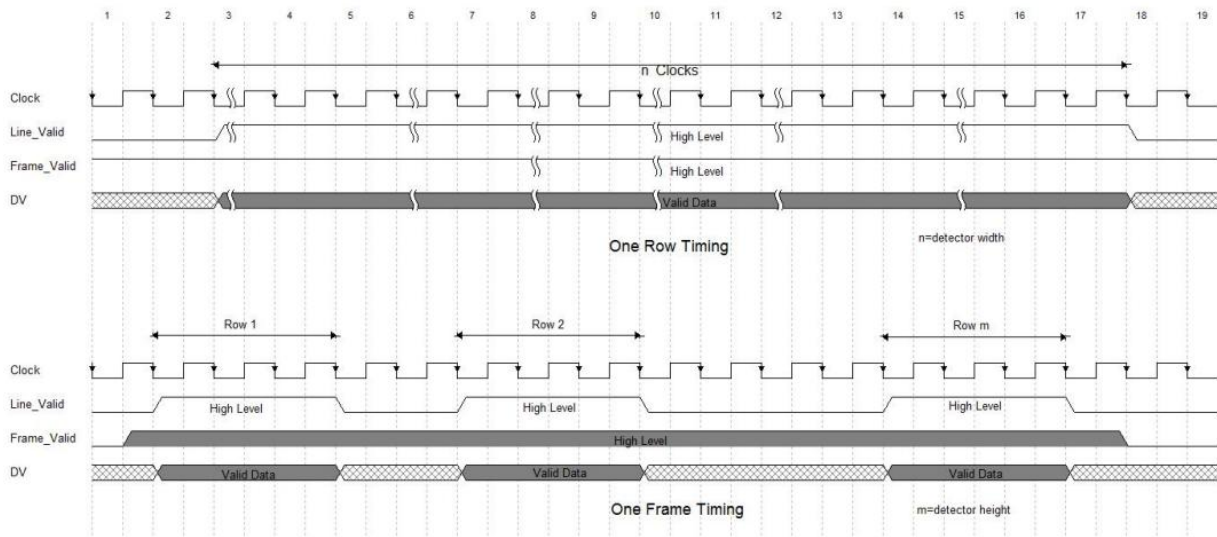 1 2 3 4 5 6 7 8 9 10 11 12 13 14 15 16 17 18 19
n Clocks
Clock
Line_Valid
High Level
Frame_Valid
High Level
DV
Valid Data
One Row Timing
n=detector width
Row 1
Row 2
Row m
Clock
Line_Valid
High Level
High Level
High Level
Frame_Valid
High Level
DV
Valid Data
Valid Data
Valid Data
One Frame Timing
m=detector height